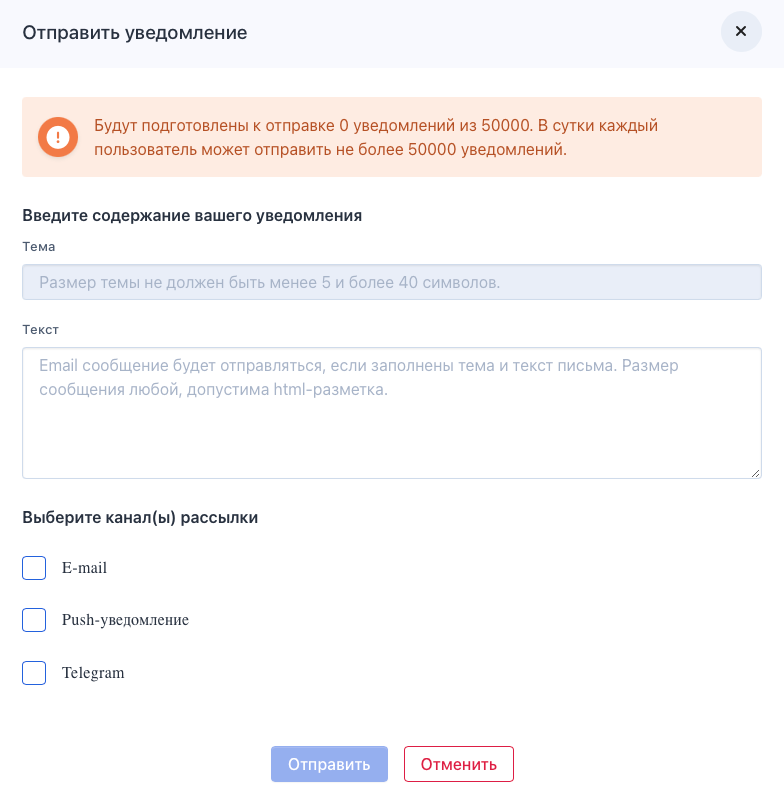 Отправить уведомление
Будут подготовлены к отправке 0 уведомлений из 50000. В сутки каждый
пользователь может отправить не более 50000 уведомлений.
Введите содержание вашего уведомления
Тема
Размер темы не должен быть менее 5 и более 40 символов.
Текст
Email сообщение будет отправляться, если заполнены тема и текст письма. Размер
сообщения любой, допустима html-разметка.
Выберите канал(ы) рассылки
E-mail
Push-уведомление
Telegram
Отправить
Отменить